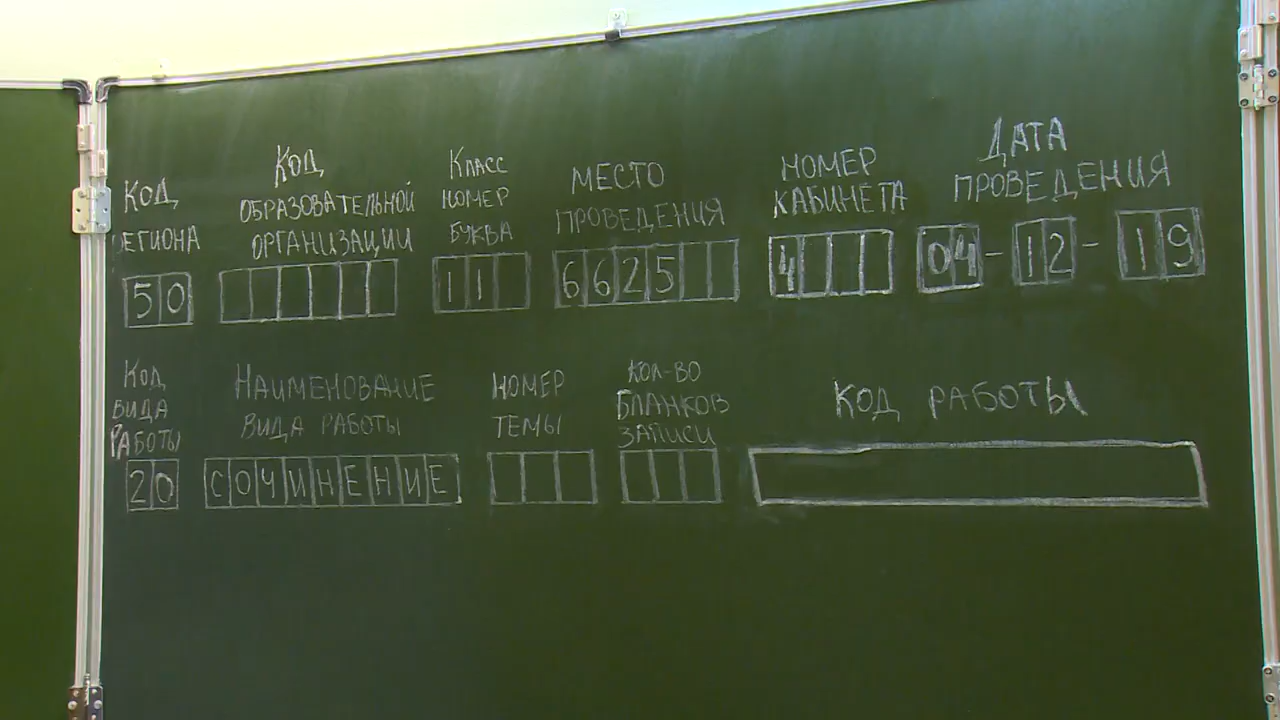 КОД
ЕГИОНА
50
КОД
ОБРАЗОВАТЕЛЬНОЙ
ОРГАНИЗАЦИИ
КЛАСС
НОМЕР
БУКВА
11
МЕСТО
ПРОВЕДЕНИЯ
6625
НОМЕР
КАБИНЕТА
4
ДАТА
ПРОВЕДЕНИЯ
04-12-19
КОД
ВИДА
РАБОТЫ
20
НАИМЕНОВАНИЕ
ВИДА РАБОТЫ
СОЧИНЕНИЕ
НОМЕР
ТЕМЫ
КОЛ-ВО
БЛАНКОВ
ЗАПИСИ
КОД РАБОТЫ